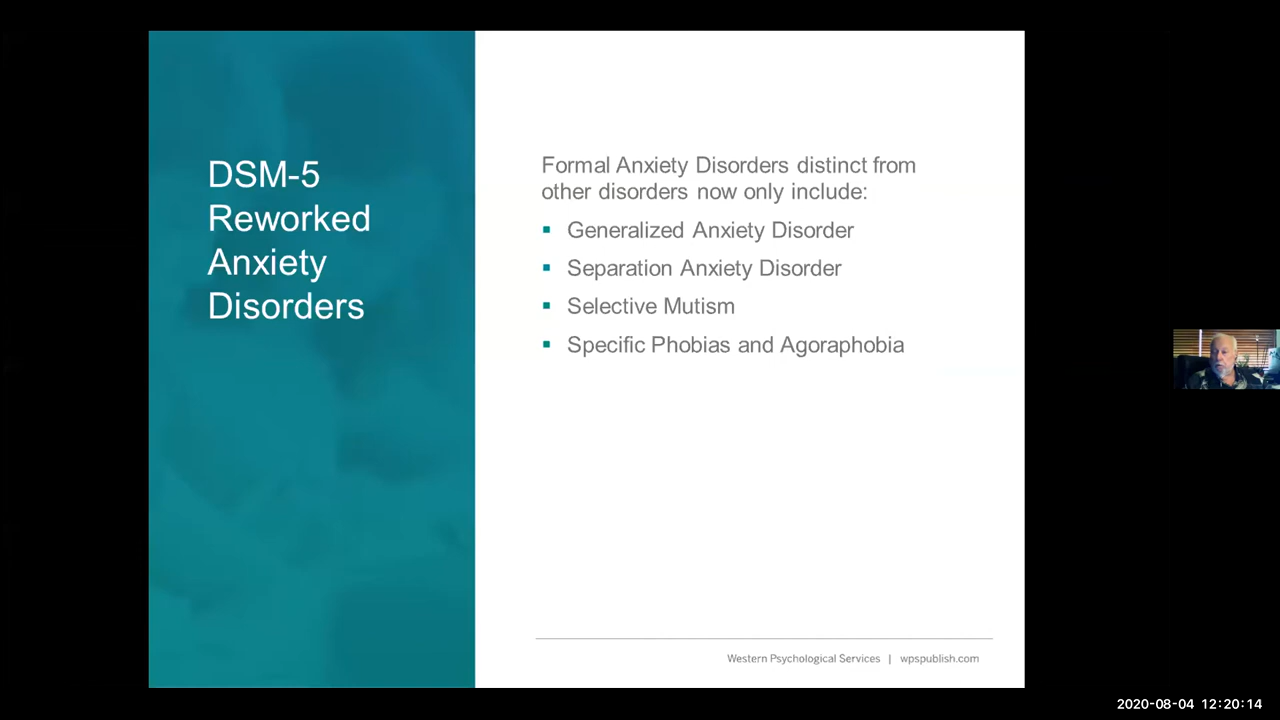 DSM-5
Reworked
Anxiety
Disorders
Formal Anxiety Disorders distinct from
other disorders now only include:
Generalized Anxiety Disorder
Separation Anxiety Disorder
Selective Mutism
Specific Phobias and Agoraphobia
Western Psychological Services | wpspublish.com
2020-08-04 12:20:14